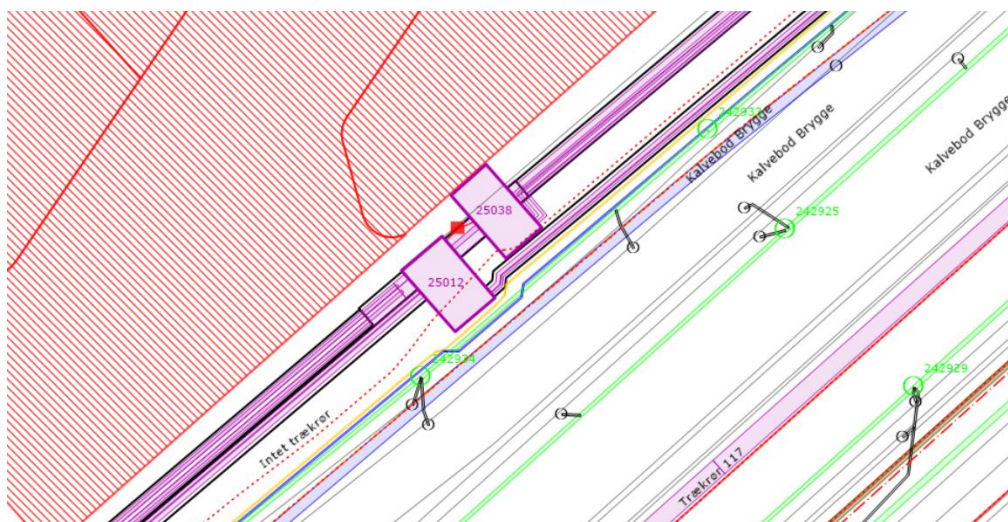 242933
Kalvebod Brygge
Kalvebod Brygge
Kalvebod Brygge
25038
242925
25012
242934
242929
Intet trækrør
Trækrør 117